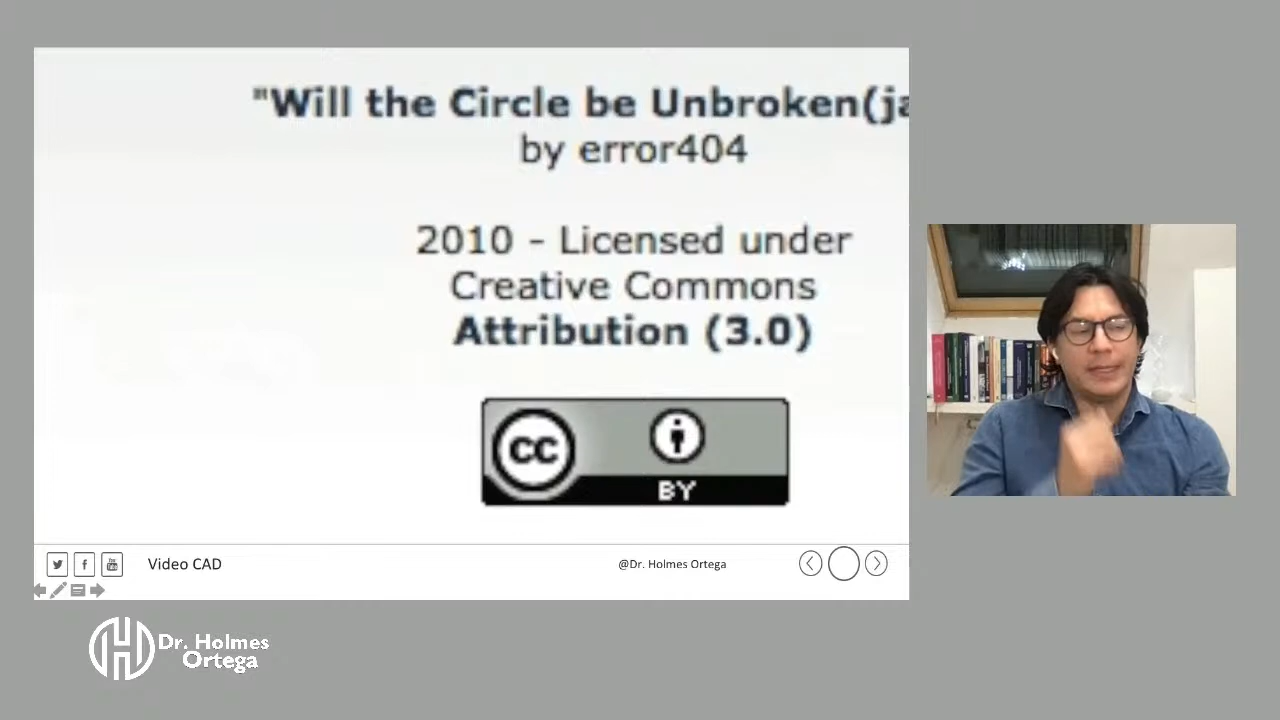 "Will the Circle be Unbroken(ja
by error404
2010 - Licensed under
Creative Commons
Attribution (3.0)
cc
BY
Video CAD
@Dr. Holmes Ortega
Dr. Holmes
Ortega